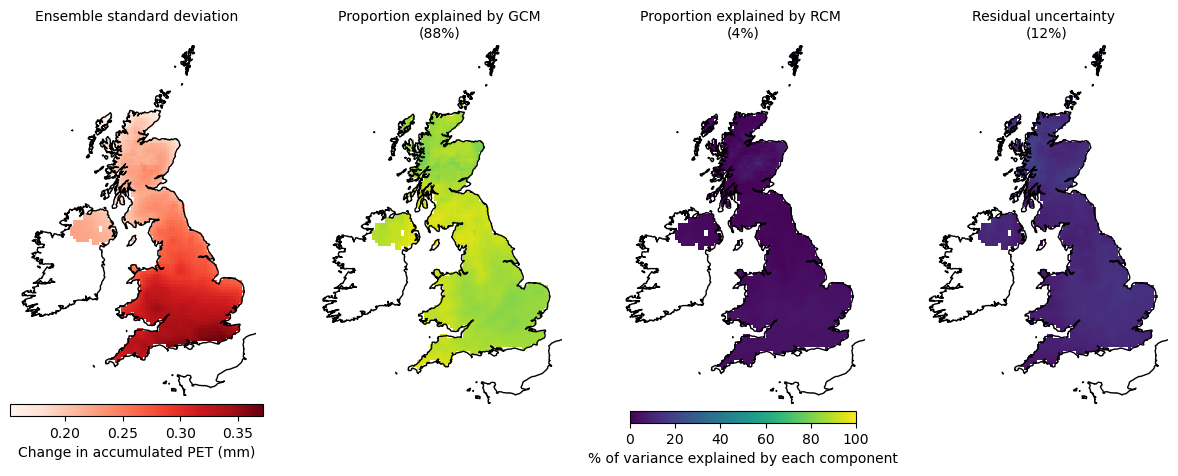 Ensemble standard deviation
Proportion explained by GCM
(88%)
Proportion explained by RCM
(4%)
Residual uncertainty
(12%)
0.20 0.25 0.30 0.35
Change in accumulated PET (mm)
0 20 40 60 80 100
% of variance explained by each component